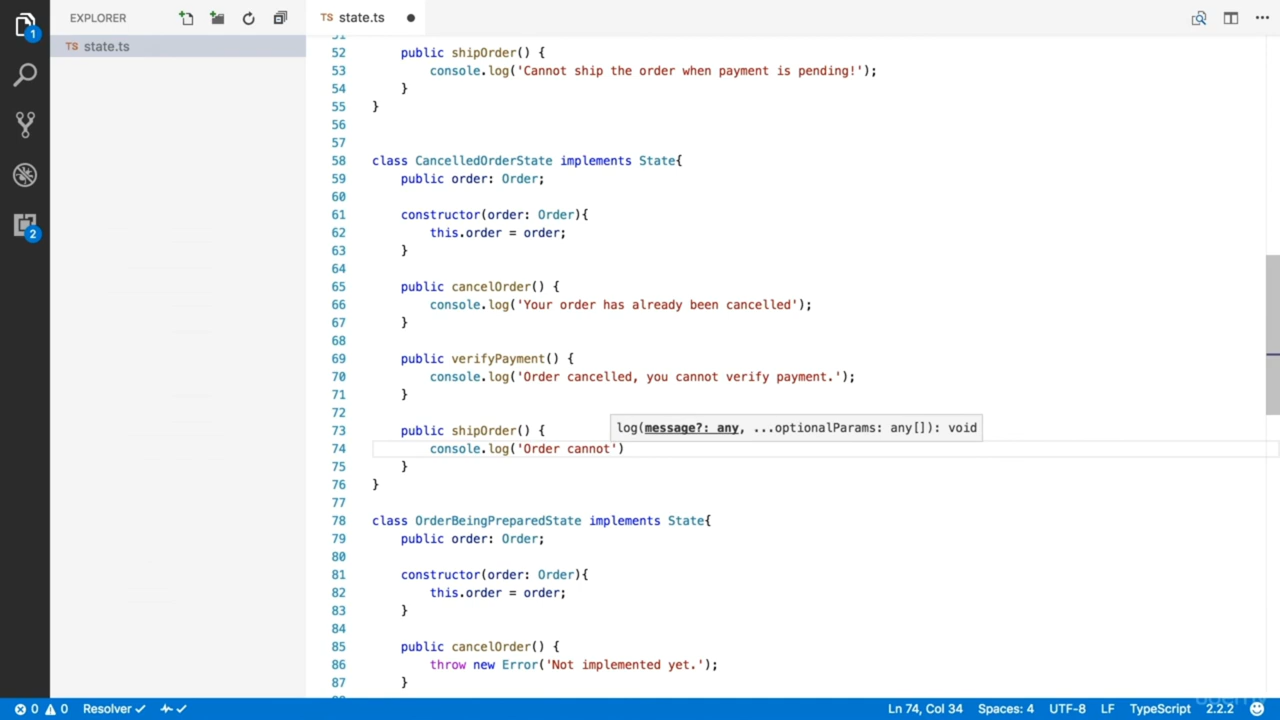 EXPLORER
TS state.ts
1
TS state.ts
2
52 public shipOrder() {
53 console.log('Cannot ship the order when payment is pending!');
54 }
55 }
56
57
58 class CancelledOrderState implements State{
59 public order: Order;
60
61 constructor(order: Order){
62 this.order = order;
63 }
64
65 public cancelOrder() {
66 console.log('Your order has already been cancelled');
67 }
68
69 public verifyPayment() {
70 console.log('Order cancelled, you cannot verify payment.');
71 }
72
73 public shipOrder() {
log(message?: any, ...optionalParams: any[]): void
74 console.log('Order cannot')
75 }
76 }
77
78 class OrderBeingPreparedState implements State{
79 public order: Order;
80
81 constructor(order: Order){
82 this.order = order;
83 }
84
85 public cancelOrder() {
86 throw new Error('Not implemented yet.');
87 }
0 0 Resolver Ln 74, Col 34 Spaces: 4 UTF-8 LF TypeScript 2.2.2